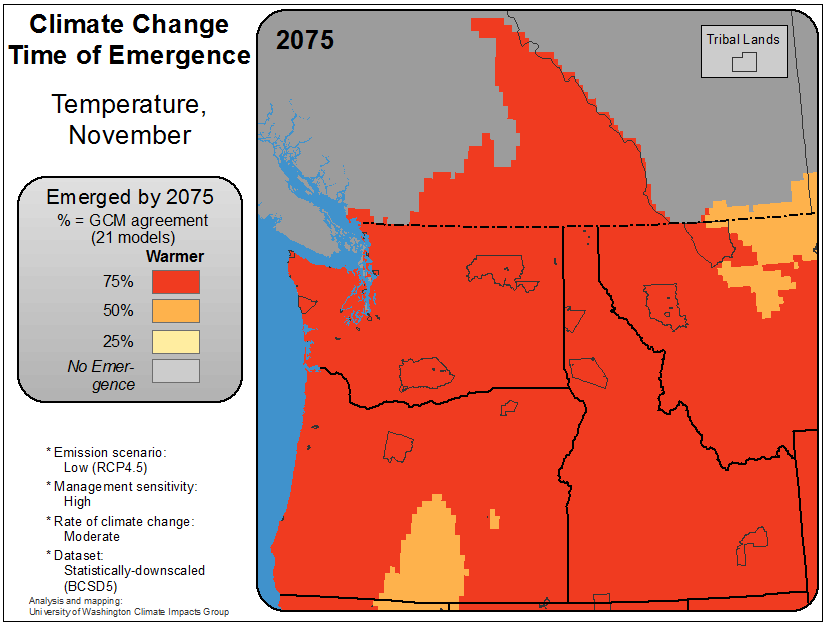 Climate Change
Time of Emergence
Temperature,
November
Emerged by 2075
% = GCM agreement
(21 models)
Warmer
75%
50%
25%
No Emer-
gence
* Emission scenario:
Low (RCP4.5)
* Management sensitivity:
High
* Rate of climate change:
Moderate
* Dataset:
Statistically-downscaled
(BCSD5)
Analysis and mapping:
University of Washington Climate Impacts Group
2075
Tribal Lands